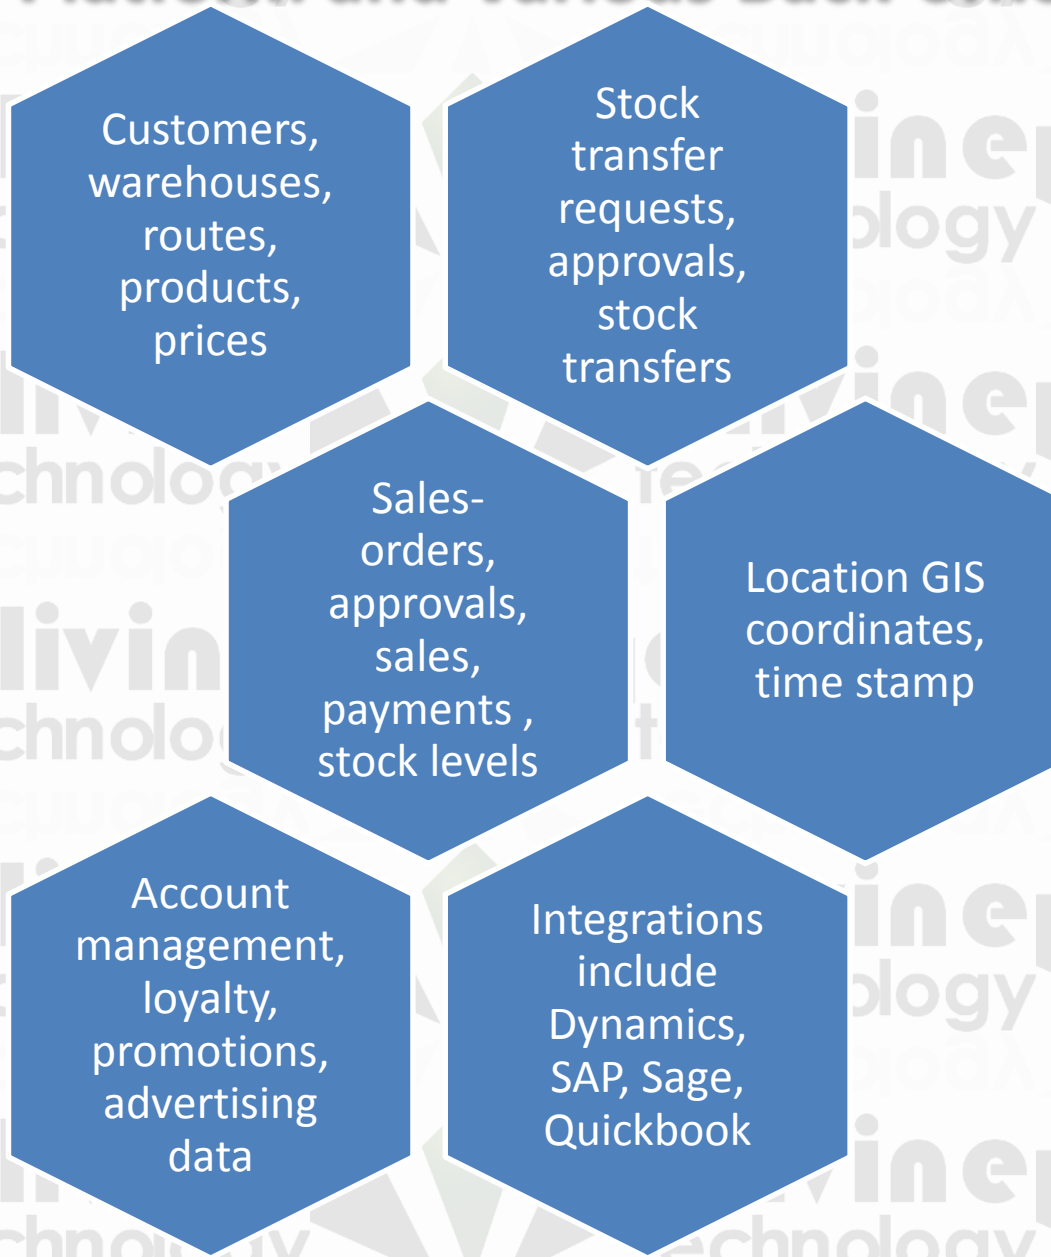 Customers,
warehouses,
routes,
products,
prices
Stock
transfer
requests,
approvals,
stock
transfers
Sales-
orders,
approvals,
sales,
payments ,
stock levels
Location GIS
coordinates,
time stamp
Account
management,
loyalty,
promotions,
advertising
data
Integrations
include
Dynamics,
SAP, Sage,
Quickbook